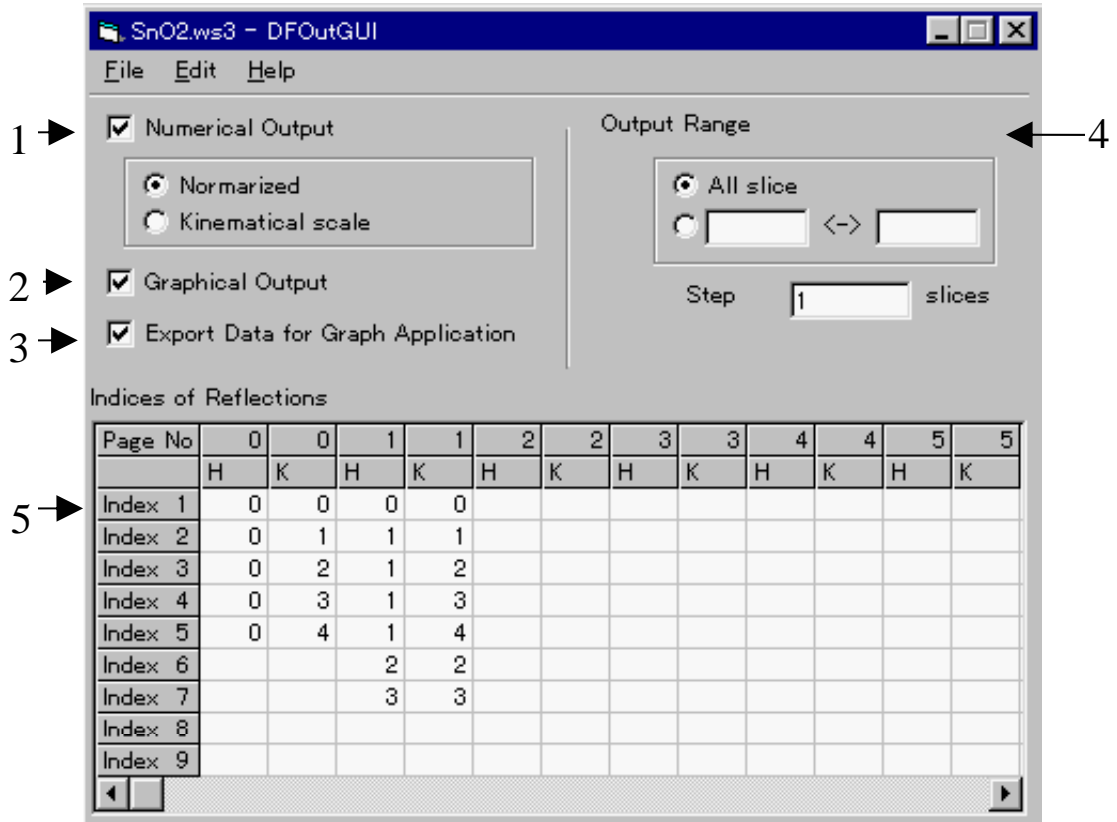 SnO2.ws3 - DFOutGUI
File Edit Help
1 Numerical Output
Normarized
Kinematical scale
2 Graphical Output
3 Export Data for Graph Application
Output Range 4
All slice
<->
Step 1 slices
Indices of Reflections
Page No 0 0 1 1 2 2 3 3 4 4 5 5
H K H K H K H K H K H K
5 Index 1 0 0 0 0
Index 2 0 1 1 1
Index 3 0 2 1 2
Index 4 0 3 1 3
Index 5 0 4 1 4
Index 6 2 2
Index 7 3 3
Index 8
Index 9